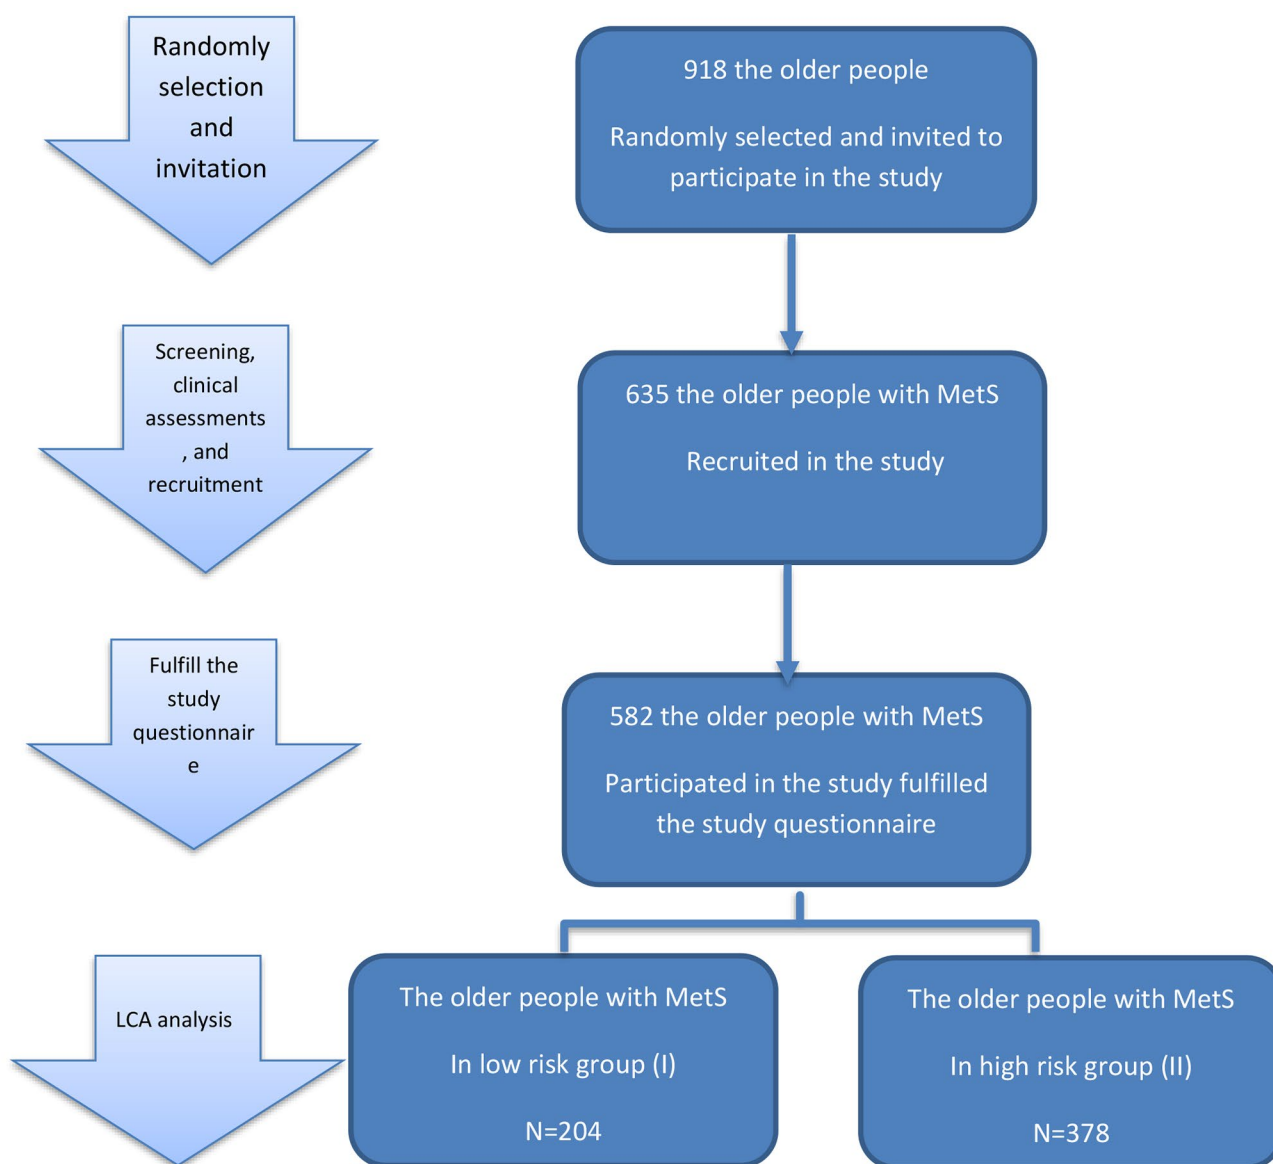 Randomly
selection
and
invitation
918 the older people
Randomly selected and invited to
participate in the study
Screening,
clinical
assessments
, and
recruitment
635 the older people with MetS
Recruited in the study
Fulfill the
study
questionnair
e
582 the older people with MetS
Participated in the study fulfilled
the study questionnaire
LCA analysis
The older people with MetS
In low risk group (I)
N=204
The older people with MetS
In high risk group (II)
N=378